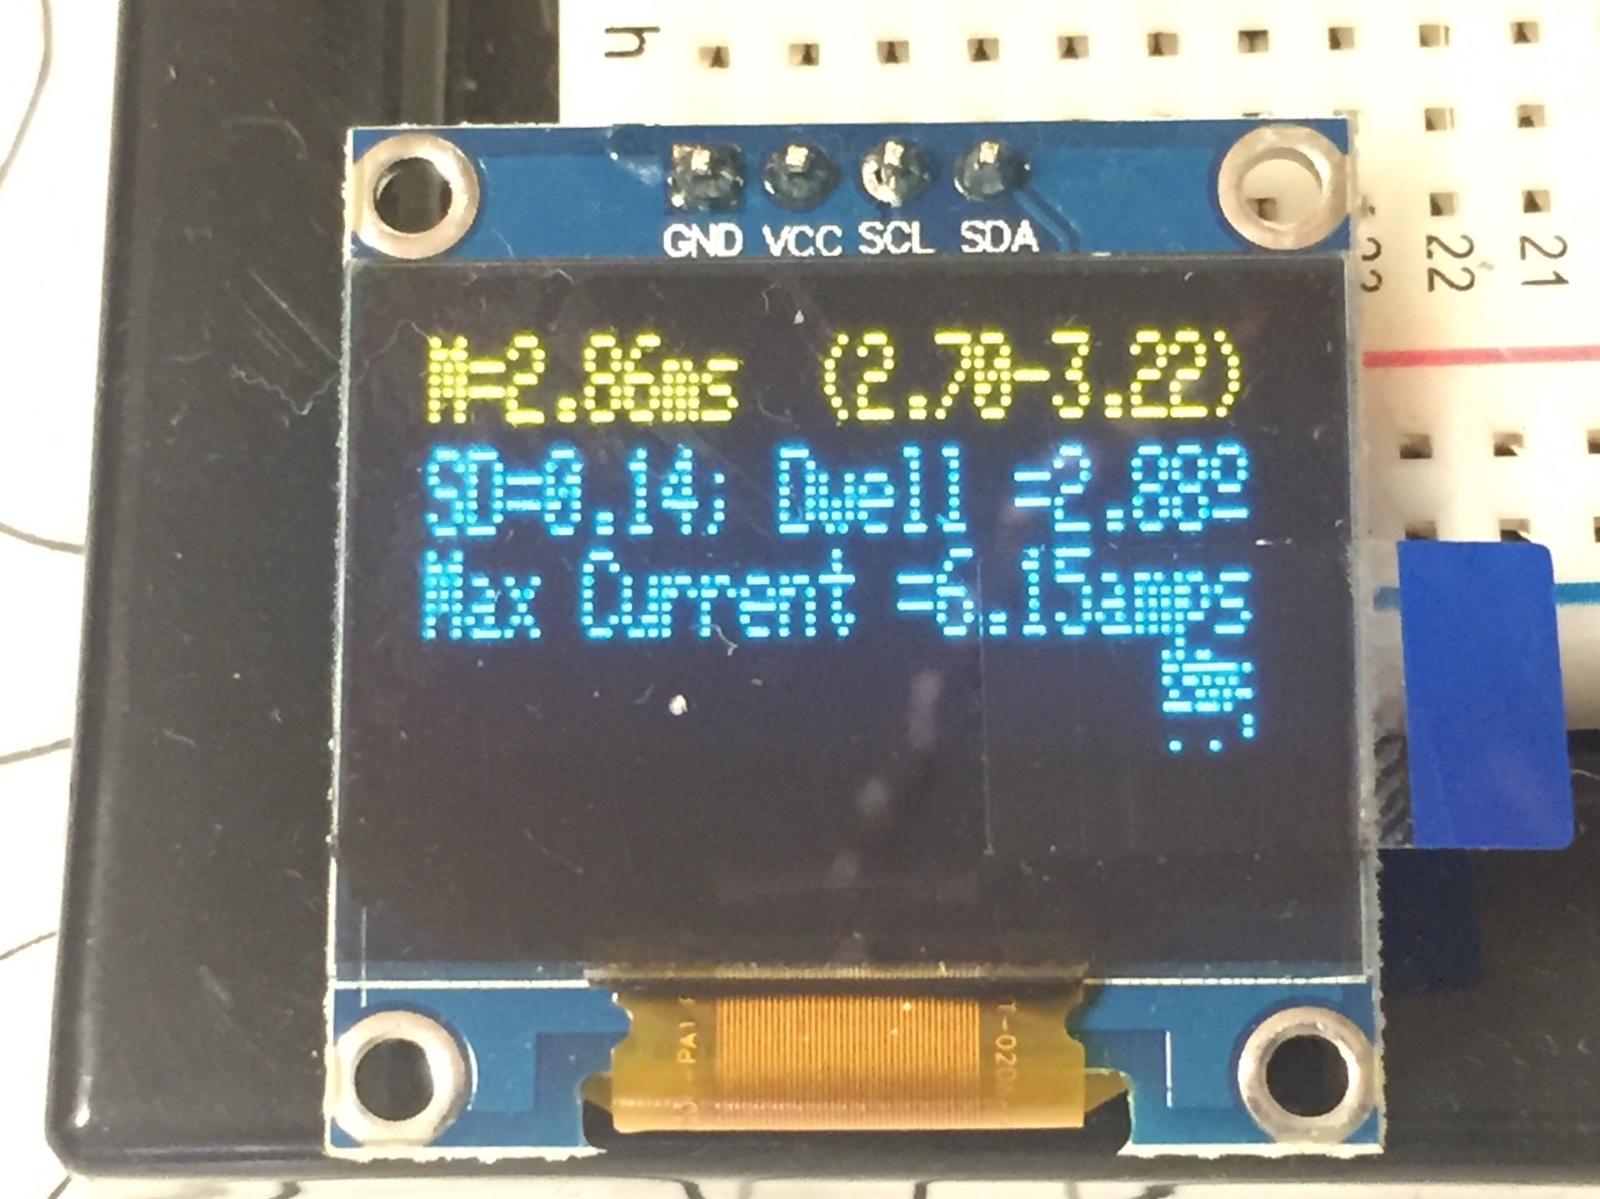 h
GND VCC SCL SDA
22
21
M=2.86ms (2.70-3.22)
SD=0.14; Dwell =2.88º
Max Current =6.15amps